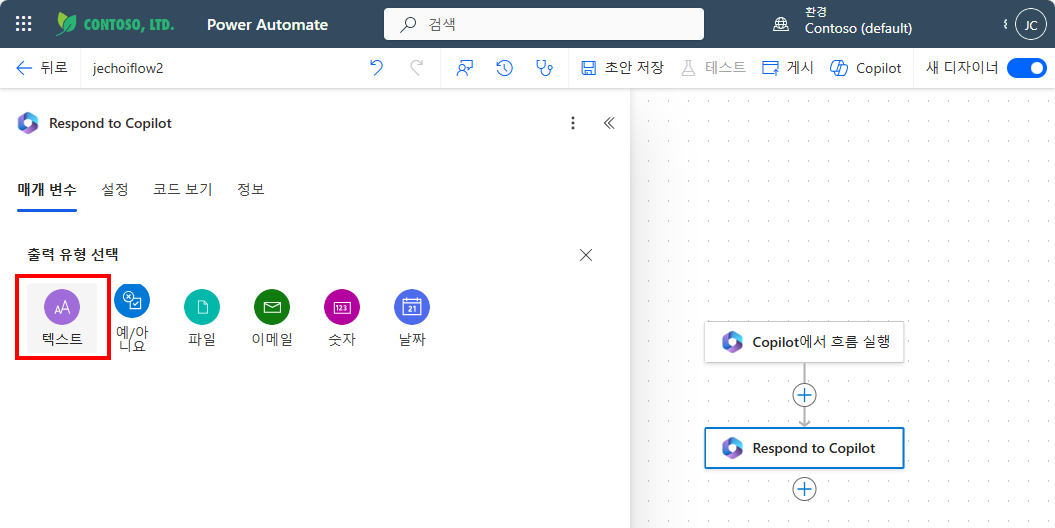 CONTOSO, LTD.
Power Automate
검색
환경
Contoso (default)
JC
뒤로
jechoiflow2
초안 저장
테스트
게시
Copilot
새 디자이너
Respond to Copilot
매개 변수
설정
코드 보기
정보
출력 유형 선택
AA
텍스트
예/아
니요
파일
이메일
123
숫자
21
날짜
Copilot에서 흐름 실행
Respond to Copilot